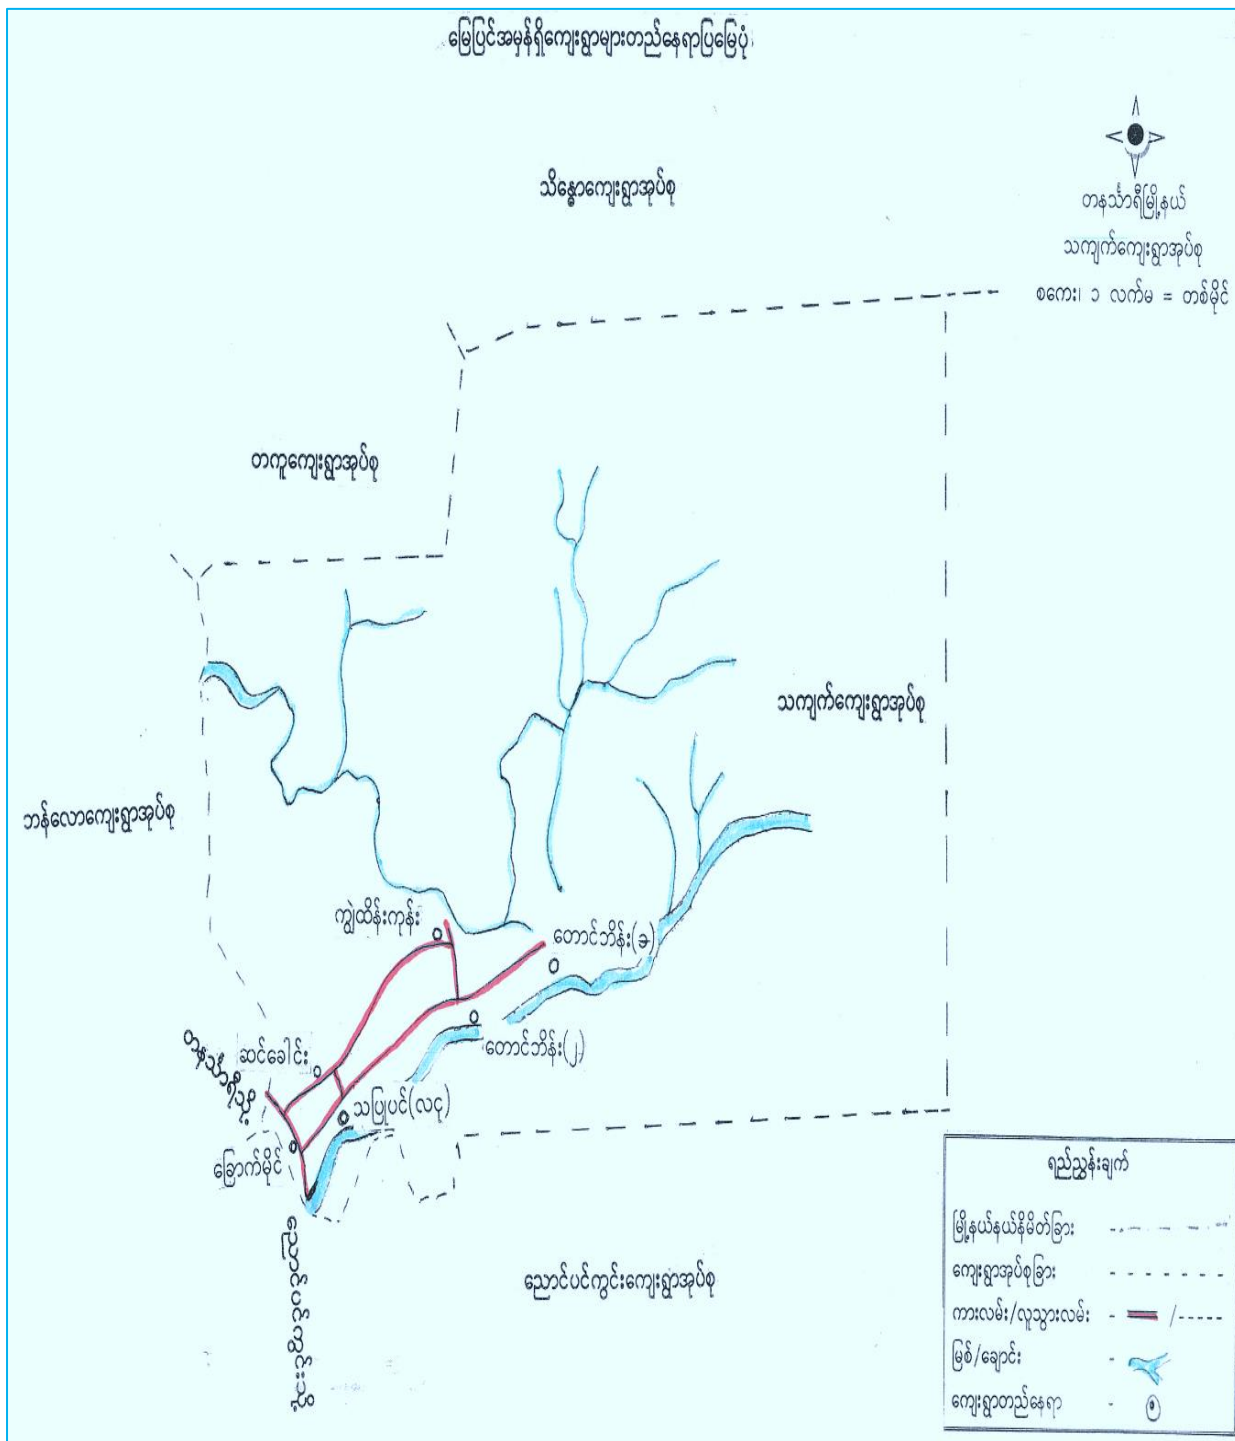 မြေပြင်အမှန်ရှိကျေးရွာများတည်နေရာပြမြေပုံ
သိန္ဓောကျေးရွာအုပ်စု
တနင်္သာရီမြို့နယ်
သကျက်ကျေးရွာအုပ်စု
စကေး၊ ၁ လက်မ = တစ်မိုင်
တကူကျေးရွာအုပ်စု
သကျက်ကျေးရွာအုပ်စု
ဘန်လောကျေးရွာအုပ်စု
ကျွဲထိန်းကုန်း
တောင်ဘိန်း(ခ)
ဆင်ခေါင်း
တောင်ဘိန်း(၂)
သပြုပင်(လငု)
ခြောက်မိုင်
ညောင်ပင်ကွင်းကျေးရွာအုပ်စု
ရည်ညွှန်းချက်
မြို့နယ်နယ်နိမိတ်ခြား
ကျေးရွာအုပ်စုခြား
ကားလမ်း/လူသွားလမ်း
မြစ်/ချောင်း
ကျေးရွာတည်နေရာ